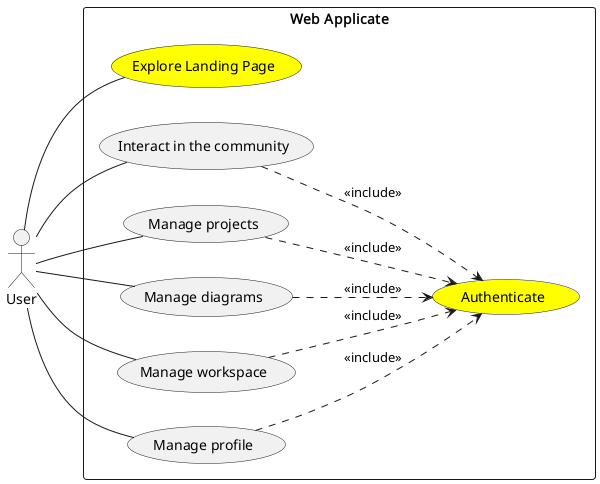 Web Applicate
Explore Landing Page
Interact in the community
«include»
Manage projects
«include»
Manage diagrams
«include»
Authenticate
User
«include»
Manage workspace
«include»
Manage profile